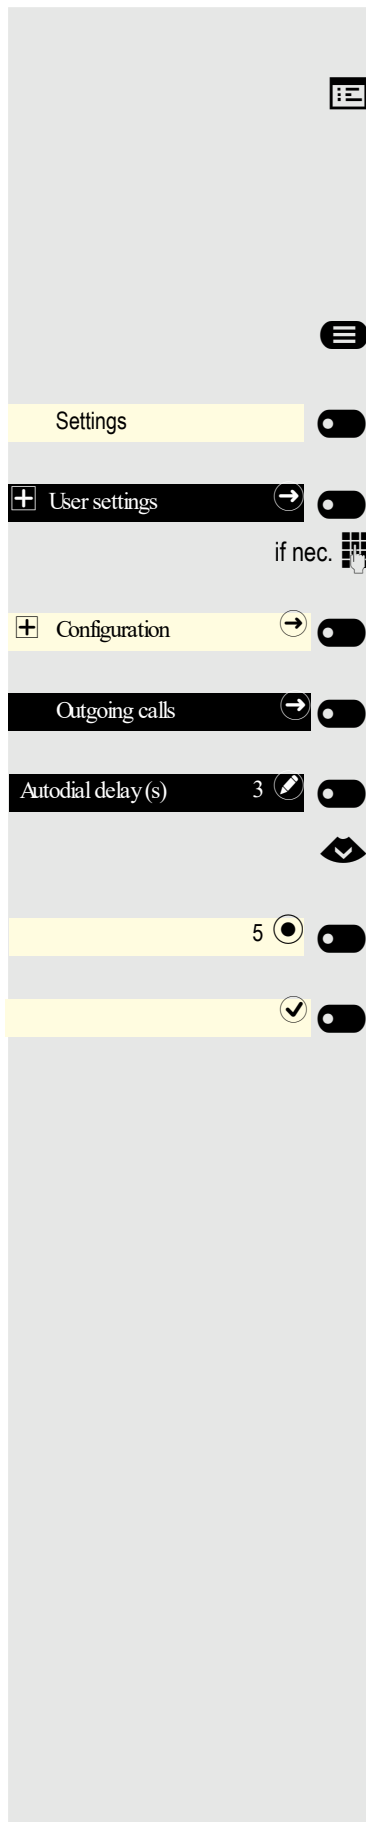 Settings
User settings
if nec.
Configuration
Outgoing calls
Autodial delay (s) 3
5